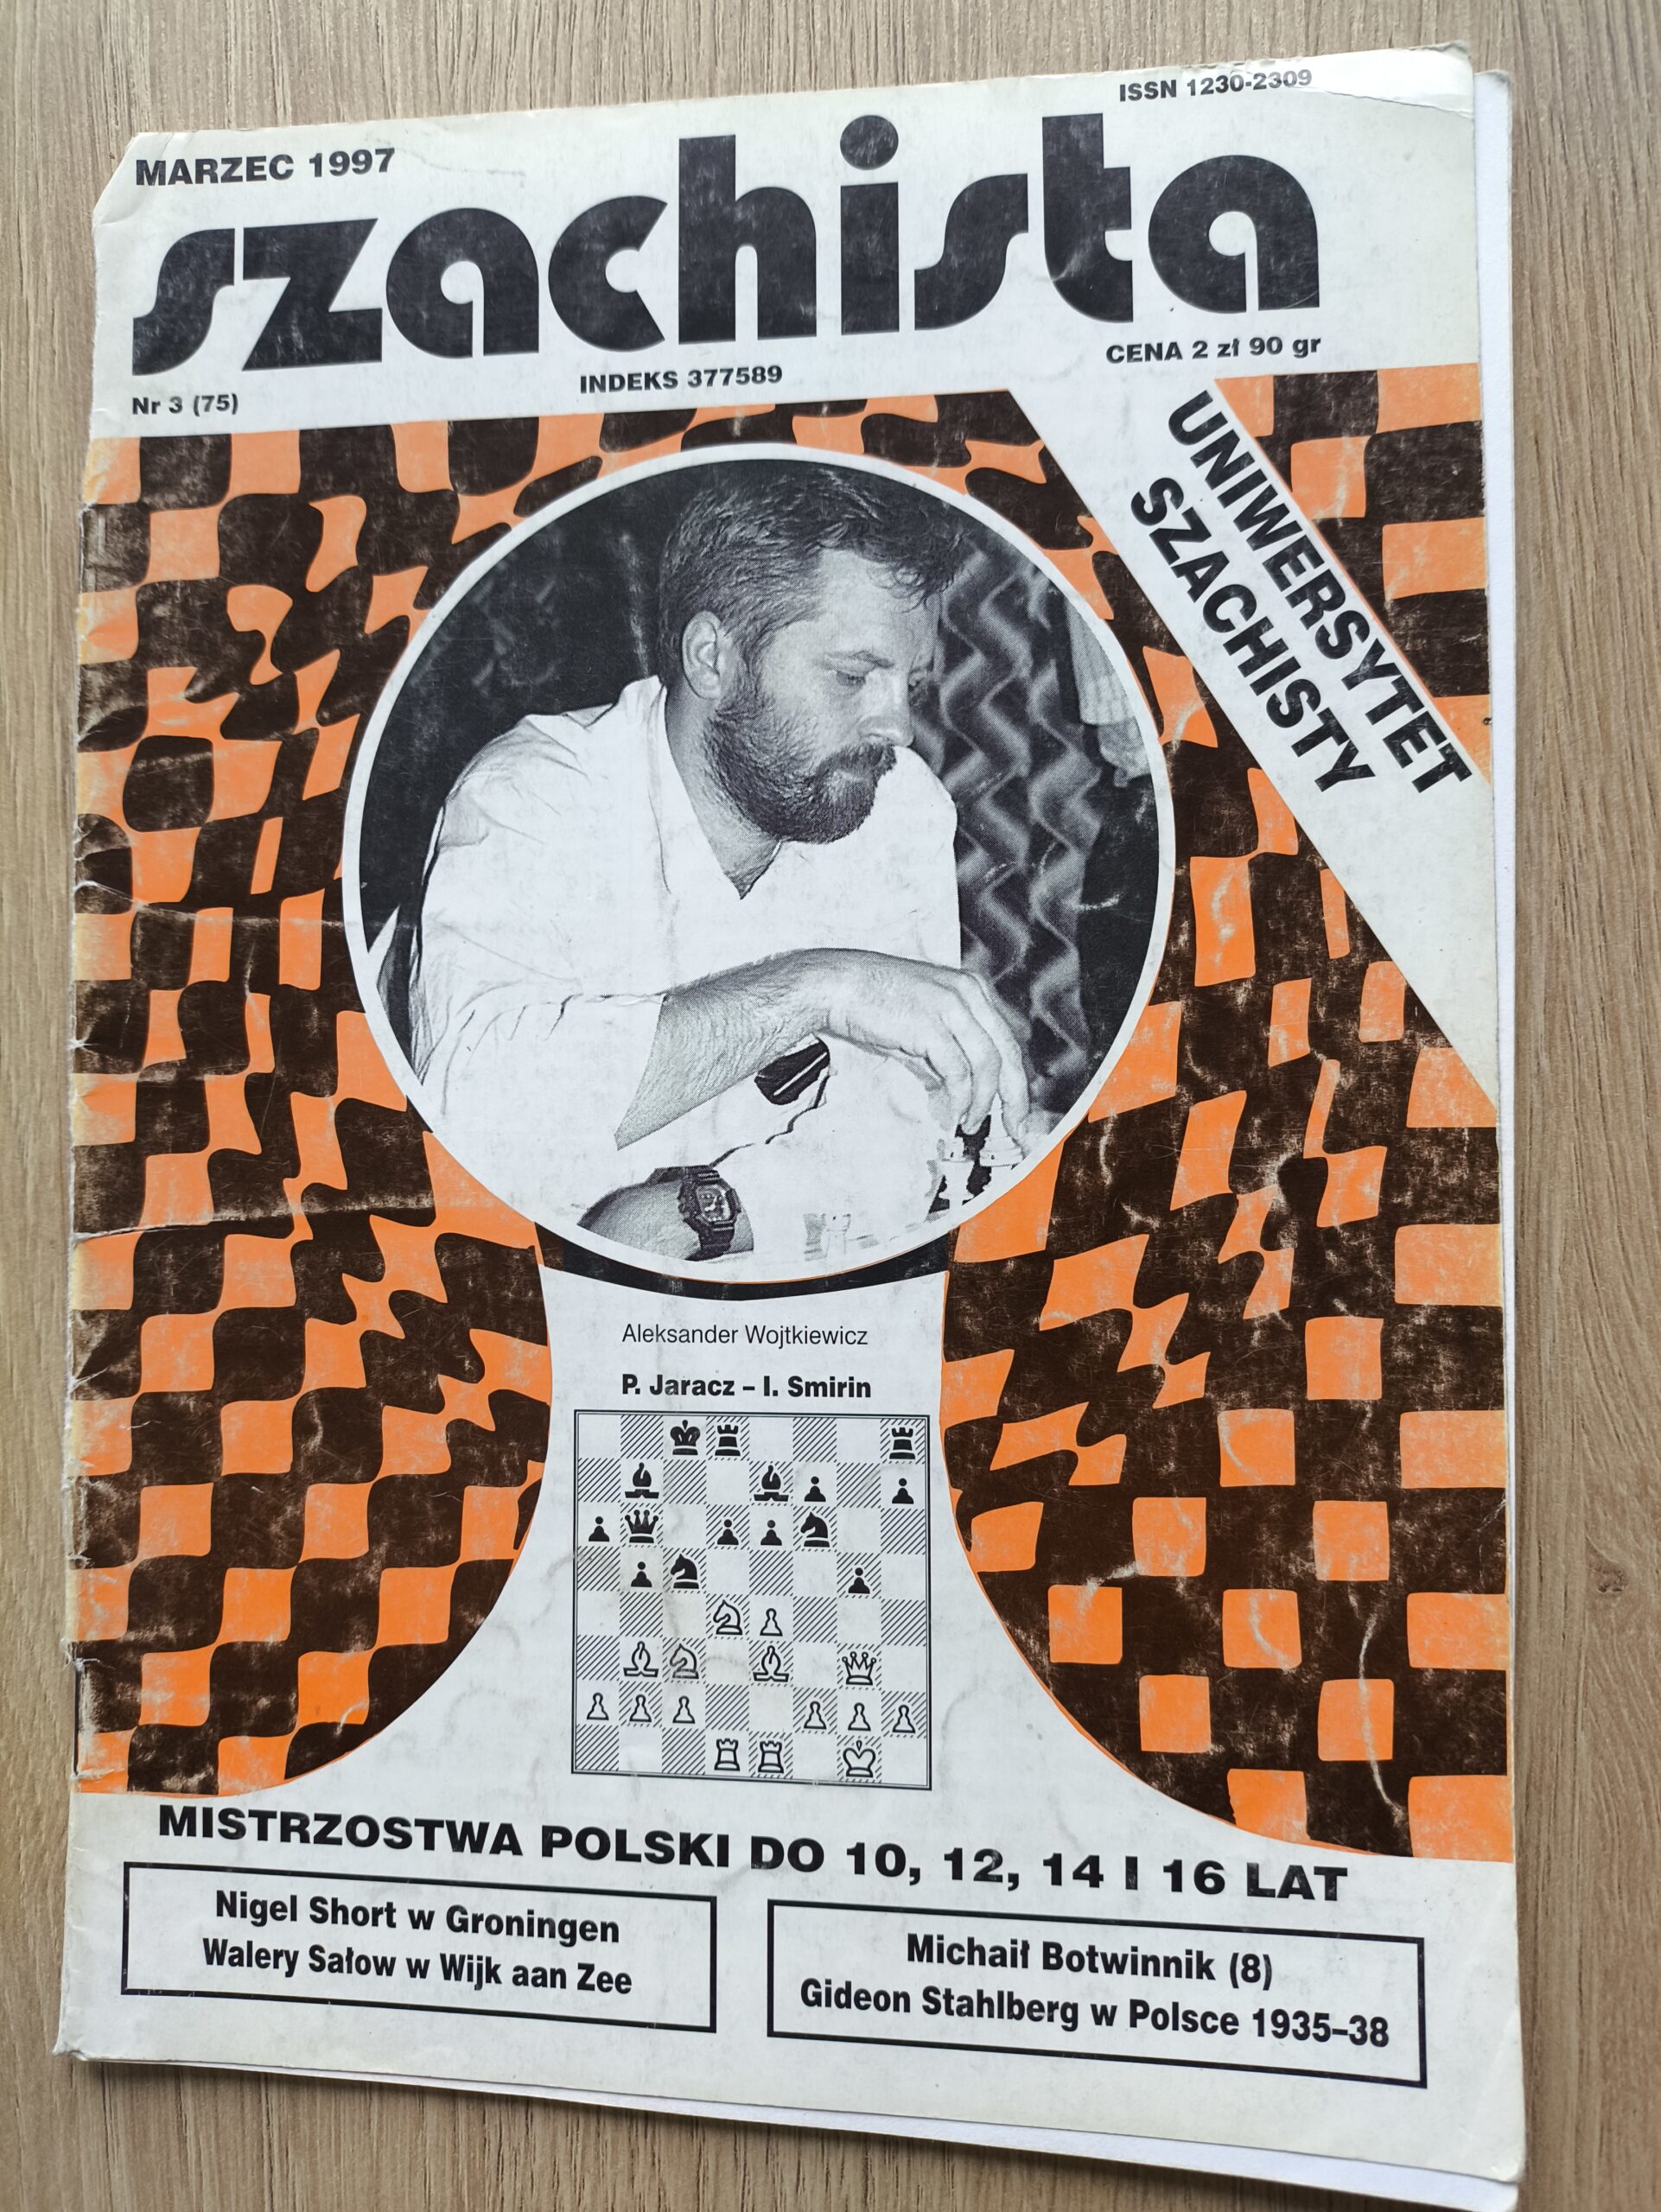 ISSN 1230-2309
MARZEC 1997
szachista
Nr 3 (75)
INDEKS 377589
CENA 2 zł 90 gr
UNIWERSYTET
SZACHISTY
Aleksander Wojtkiewicz
P. Jaracz – I. Smirin
MISTRZOSTWA POLSKI DO 10, 12, 14 I 16 LAT
Nigel Short w Groningen
Walery Sałow w Wijk aan Zee
Michaił Botwinnik (8)
Gideon Stahlberg w Polsce 1935–38